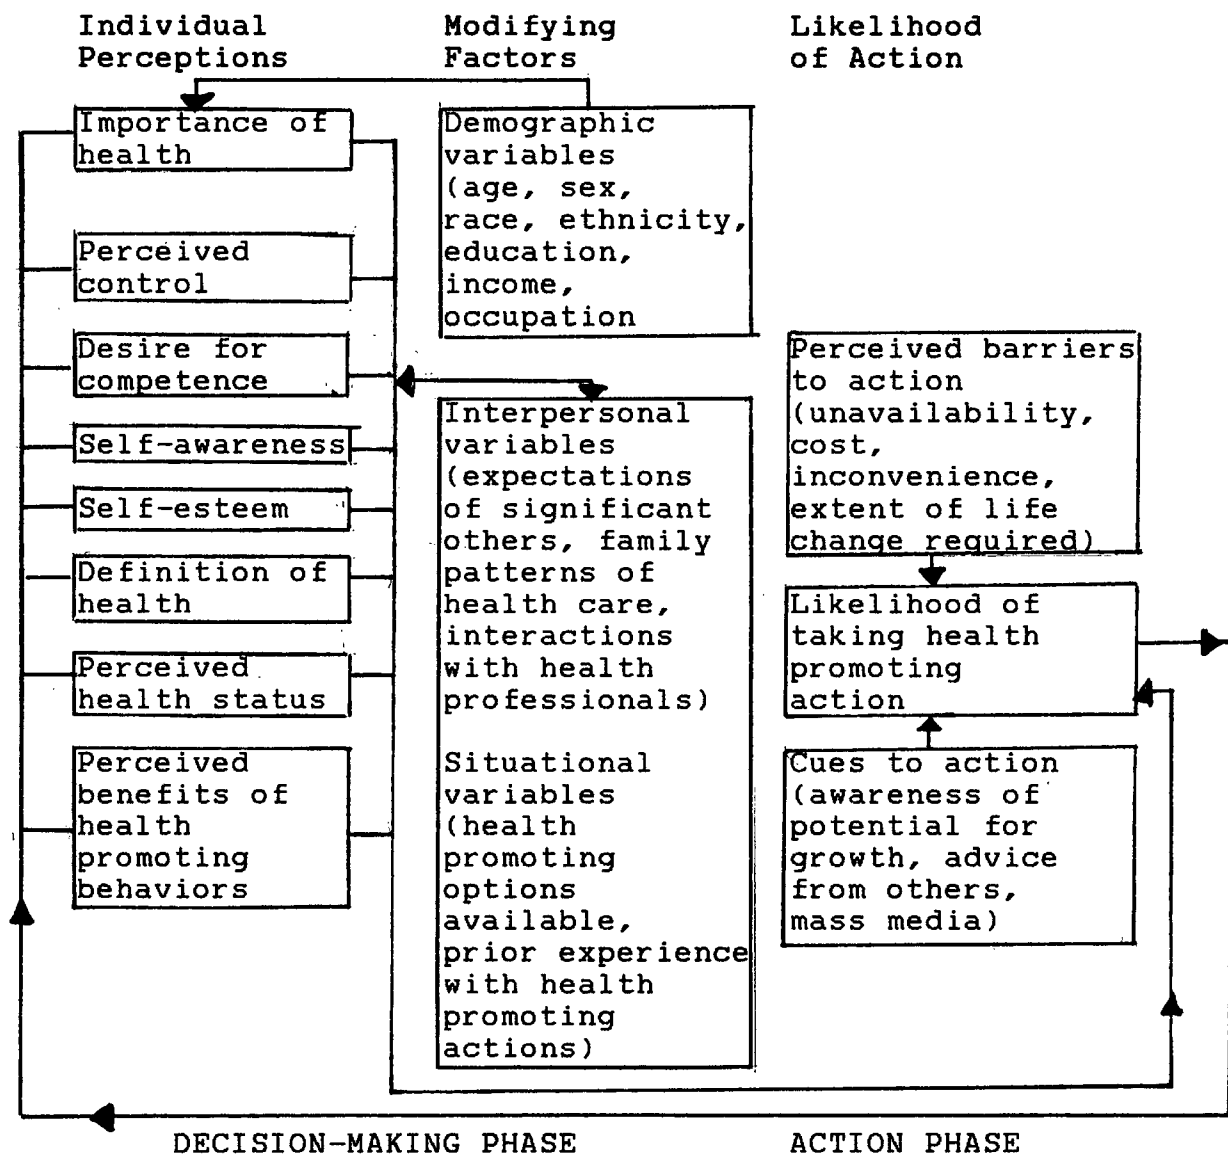 Individual
Perceptions
Modifying
Factors
Likelihood
of Action
Importance of
health
Perceived
control
Desire for
competence
Self-awareness
Self-esteem
Definition of
health
Perceived
health status
Perceived
benefits of
health
promoting
behaviors
Demographic
variables
(age, sex,
race, ethnicity,
education,
income,
occupation
Interpersonal
variables
(expectations
of significant
others, family
patterns of
health care,
interactions
with health
professionals)
Situational
variables
(health
promoting
options
available,
prior experience
with health
promoting
actions)
Perceived barriers
to action
(unavailability,
cost,
inconvenience,
extent of life
change required)
Likelihood of
taking health
promoting
action
Cues to action
(awareness of
potential for
growth, advice
from others,
mass media)
DECISION-MAKING PHASE
ACTION PHASE